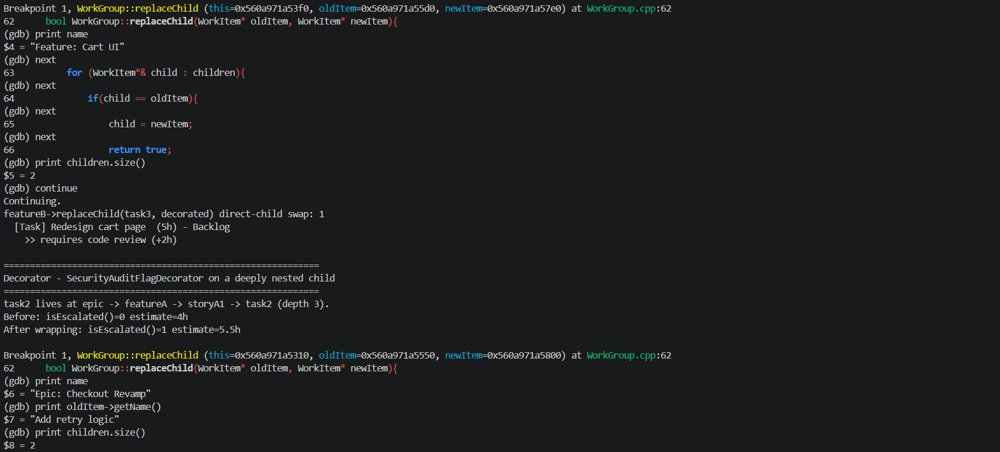 Breakpoint 1, WorkGroup::replaceChild (this=0x560a971a53f0, oldItem=0x560a971a55d0, newItem=0x560a971a57e0) at WorkGroup.cpp:62
62      bool WorkGroup::replaceChild(WorkItem* oldItem, WorkItem* newItem){
(gdb) print name
$4 = "Feature: Cart UI"
(gdb) next
63          for (WorkItem*& child : children){
(gdb) next
64              if(child == oldItem){
(gdb) next
65                  child = newItem;
(gdb) next
66                  return true;
(gdb) print children.size()
$5 = 2
(gdb) continue
Continuing.
featureB->replaceChild(task3, decorated) direct-child swap: 1
  [Task] Redesign cart page  (5h) - Backlog
    >> requires code review (+2h)
============================================================
Decorator - SecurityAuditFlagDecorator on a deeply nested child
============================================================
task2 lives at epic -> featureA -> storyA1 -> task2 (depth 3).
Before: isEscalated()=0 estimate=4h
After wrapping: isEscalated()=1 estimate=5.5h
Breakpoint 1, WorkGroup::replaceChild (this=0x560a971a5310, oldItem=0x560a971a5550, newItem=0x560a971a5800) at WorkGroup.cpp:62
62      bool WorkGroup::replaceChild(WorkItem* oldItem, WorkItem* newItem){
(gdb) print name
$6 = "Epic: Checkout Revamp"
(gdb) print oldItem->getName()
$7 = "Add retry logic"
(gdb) print children.size()
$8 = 2